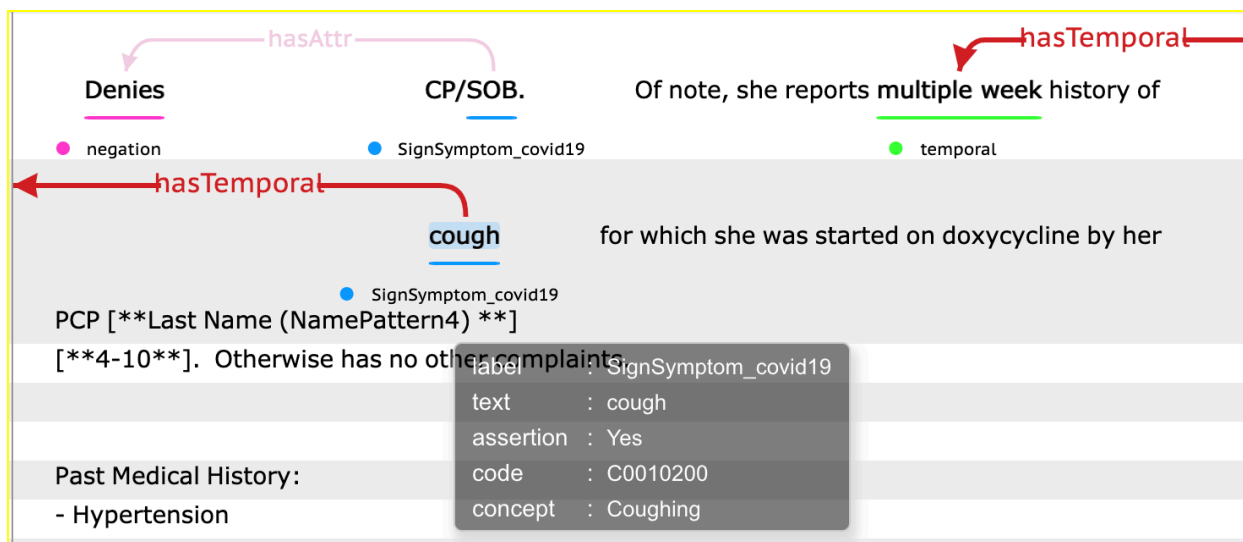 hasAttr hasTemporal
Denies CP/SOB. Of note, she reports multiple week history of
negation SignSymptom_covid19 temporal
hasTemporal
cough for which she was started on doxycycline by her
SignSymptom_covid19
PCP [**Last Name (NamePattern4) **]
[**4-10**]. Otherwise has no other complaints.
label : SignSymptom_covid19
text : cough
assertion : Yes
code : C0010200
concept : Coughing
Past Medical History:
- Hypertension